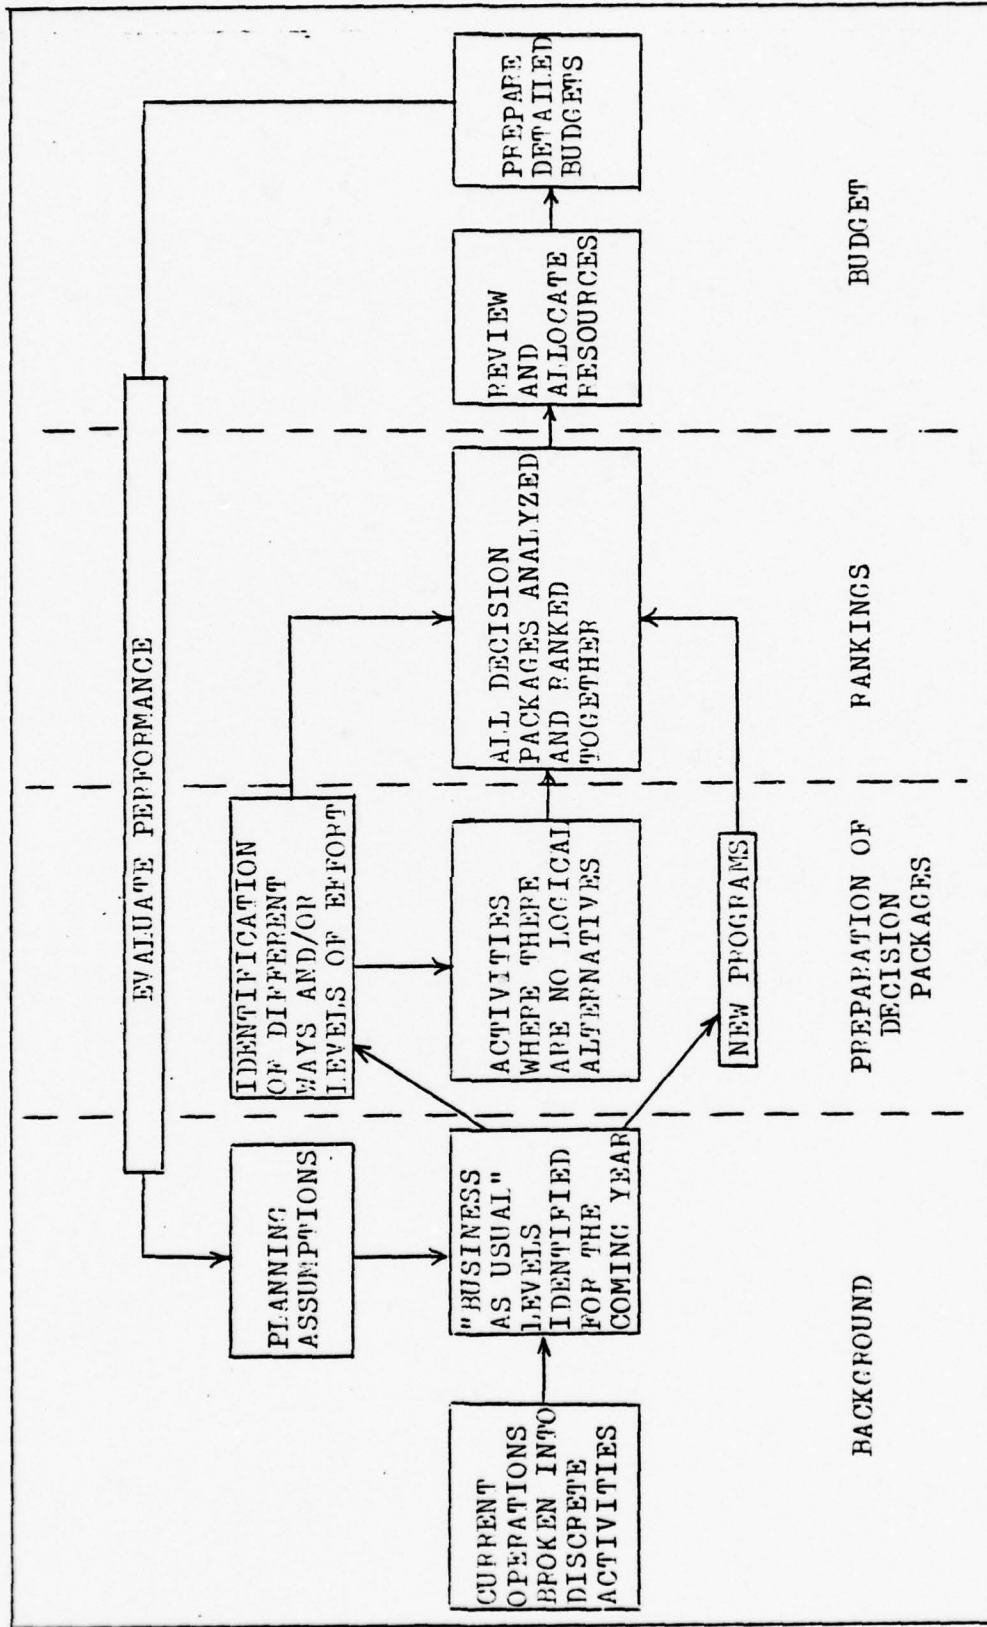 EVALUATE PERFORMANCE
PLANNING
ASSUMPTIONS
CURRENT
OPERATIONS
BROKEN INTO
DISCRETE
ACTIVITIES
"BUSINESS
AS USUAL"
LEVELS
IDENTIFIED
FOR THE
COMING YEAR
BACKGROUND
IDENTIFICATION
OF DIFFERENT
WAYS AND/OR
LEVELS OF EFFORT
ACTIVITIES
WHERE THERE
ARE NO LOGICAL
ALTERNATIVES
NEW PROGRAMS
PREPARATION OF
DECISION
PACKAGES
ALL DECISION
PACKAGES ANALYZED
AND RANKED
TOGETHER
RANKINGS
REVIEW
AND
ALLOCATE
RESOURCES
PREPARE
DETAILED
BUDGETS
BUDGET